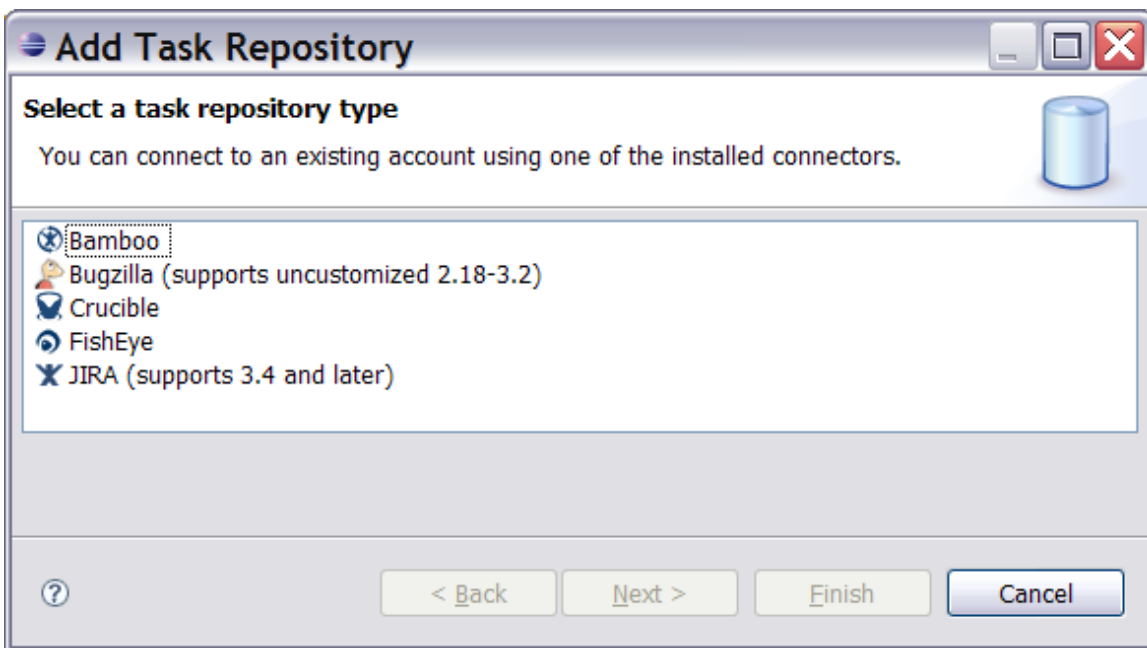 Add Task Repository
Select a task repository type
You can connect to an existing account using one of the installed connectors.
Bamboo
Bugzilla (supports uncustomized 2.18-3.2)
Crucible
FishEye
JIRA (supports 3.4 and later)
?
< Back
Next >
Finish
Cancel